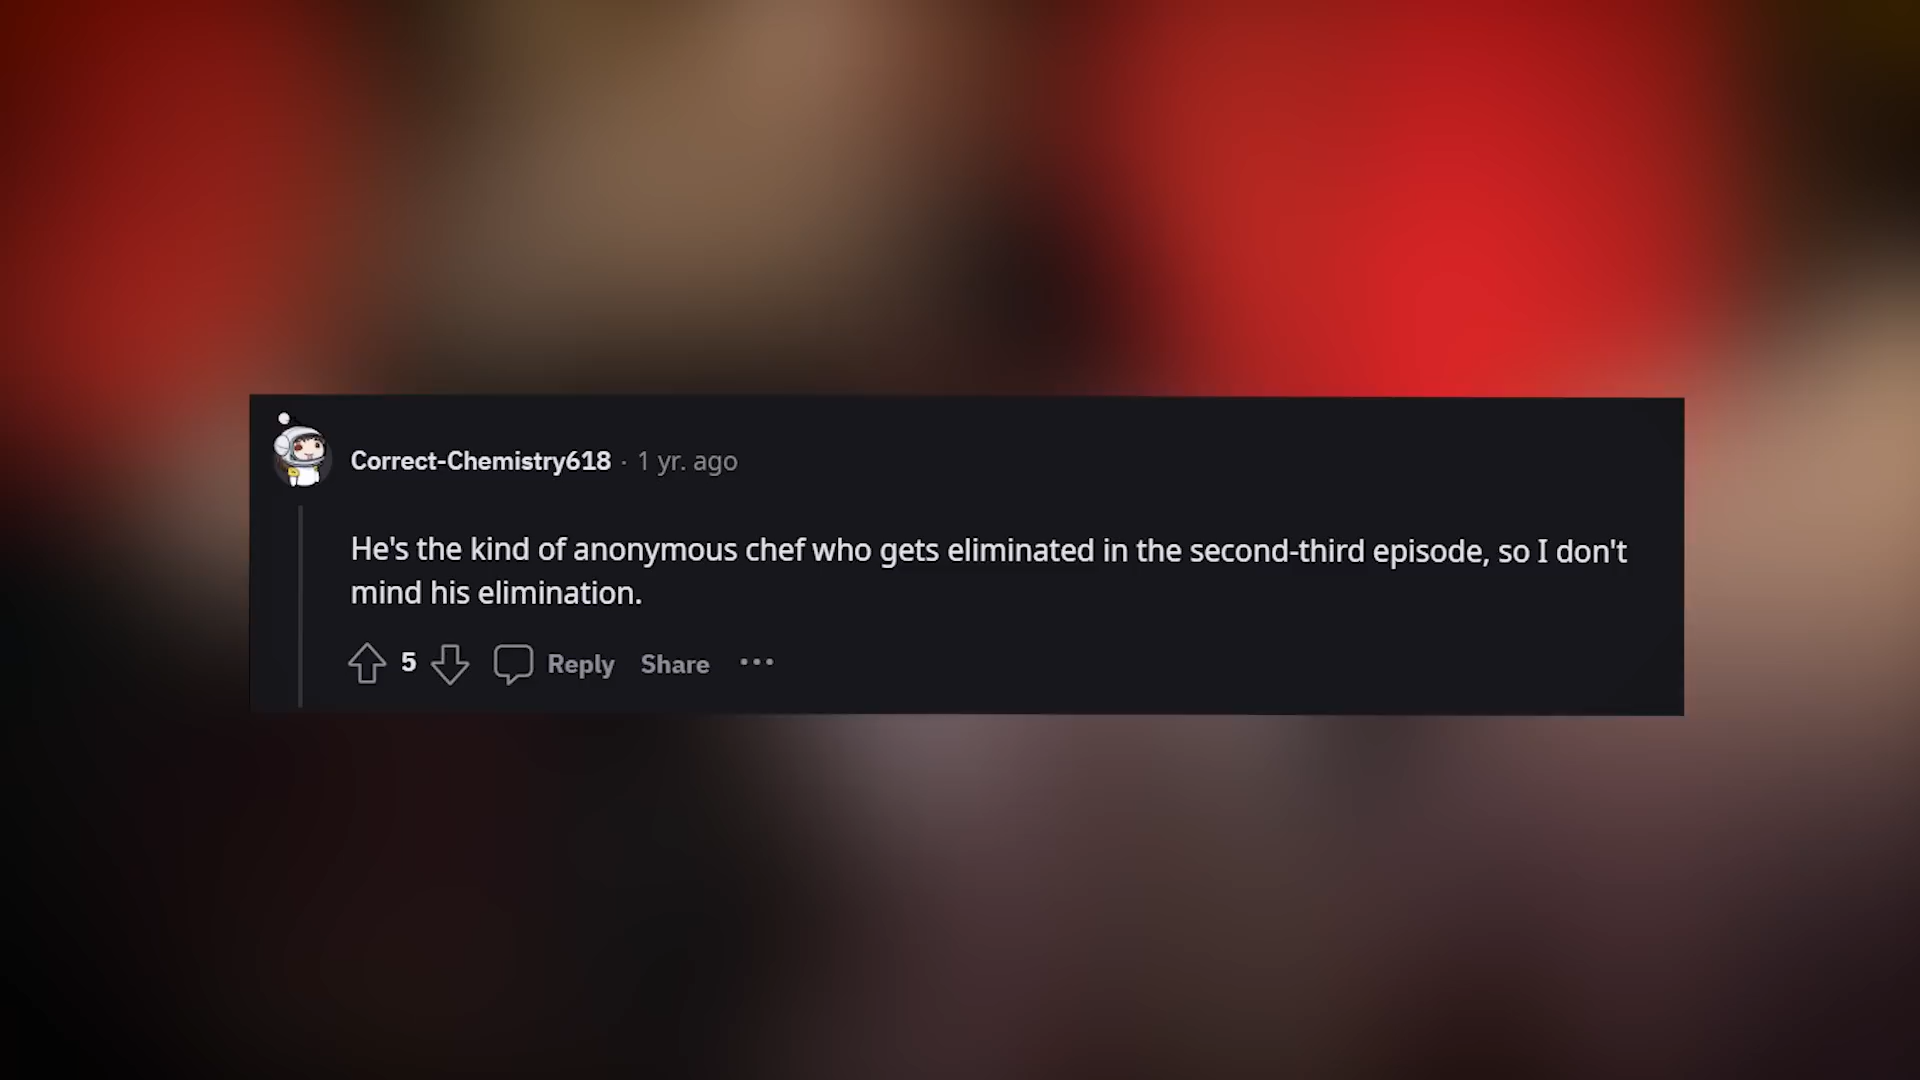 Correct-Chemistry618 · 1 yr. ago
He's the kind of anonymous chef who gets eliminated in the second-third episode, so I don't
mind his elimination.
5 Reply Share ···